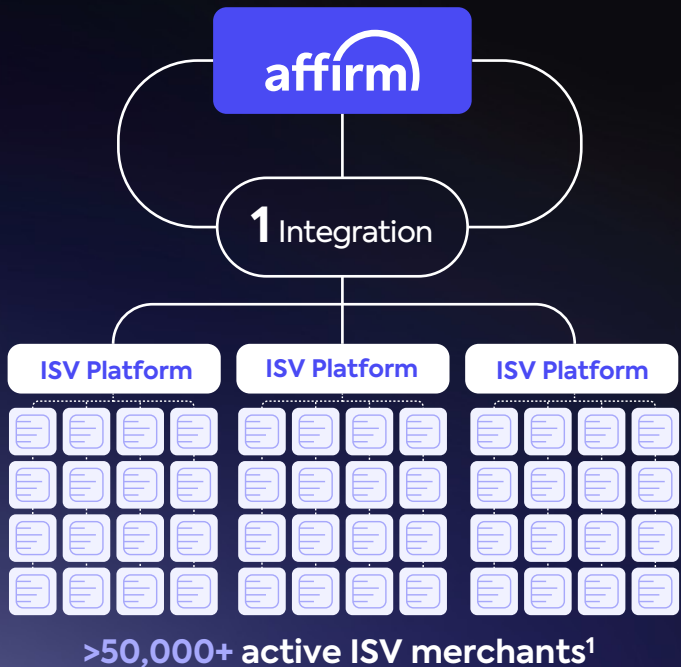 affirm
1 Integration
ISV Platform
ISV Platform
ISV Platform
>50,000+ active ISV merchants¹